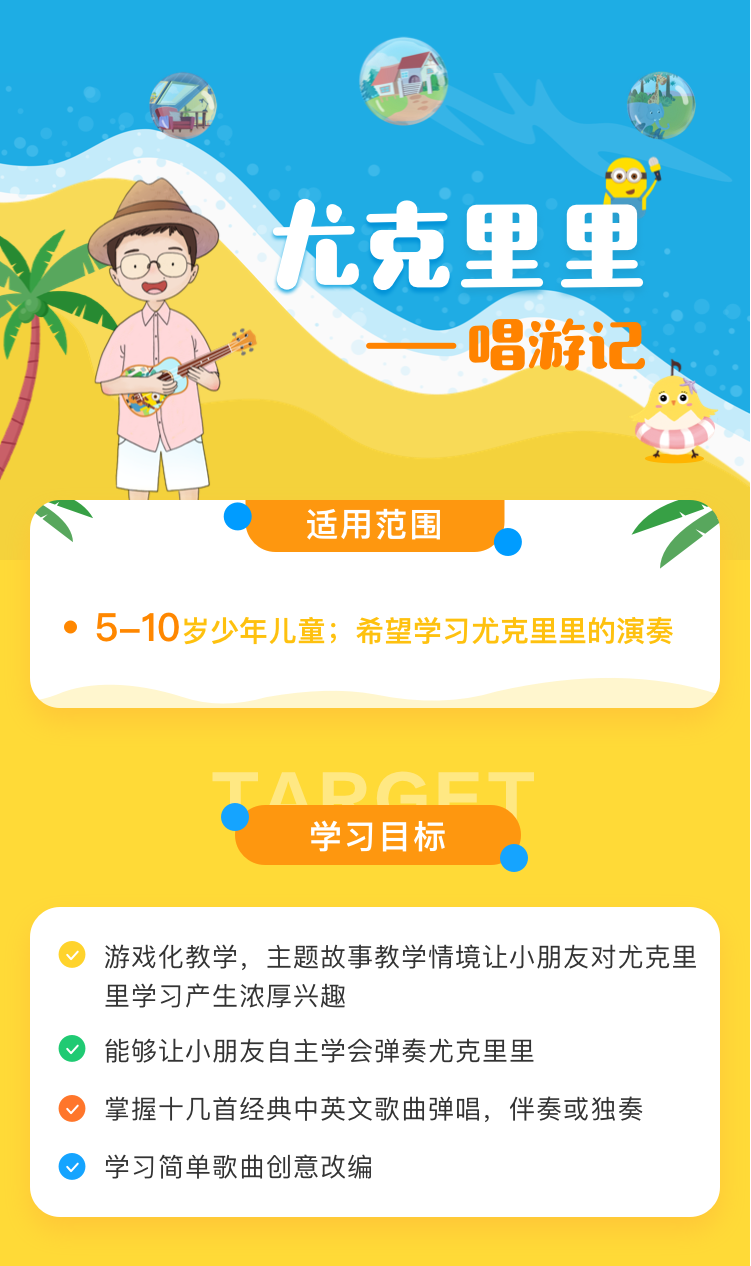 尤克里里
——唱游记
适用范围
5–10岁少年儿童；希望学习尤克里里的演奏
TARGET
学习目标
游戏化教学，主题故事教学情境让小朋友对尤克里
里学习产生浓厚兴趣
能够让小朋友自主学会弹奏尤克里里
掌握十几首经典中英文歌曲弹唱，伴奏或独奏
学习简单歌曲创意改编